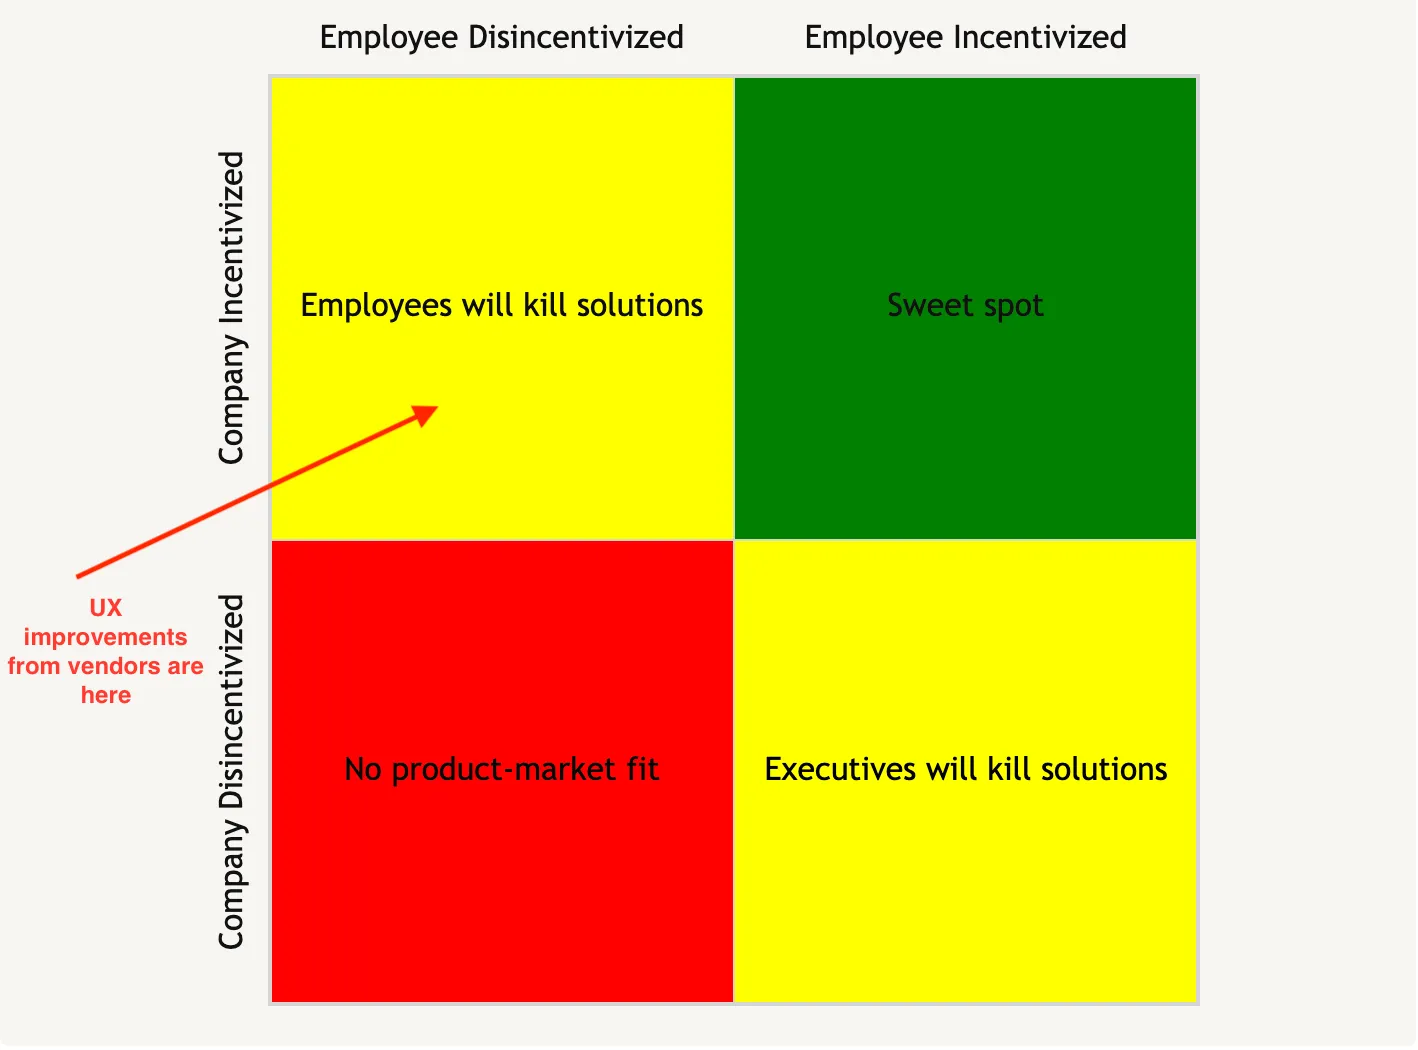 Employee Disincentivized
Employee Incentivized
Company Incentivized
Employees will kill solutions
Sweet spot
UX
improvements
from vendors are
here
Company Disincentivized
No product-market fit
Executives will kill solutions